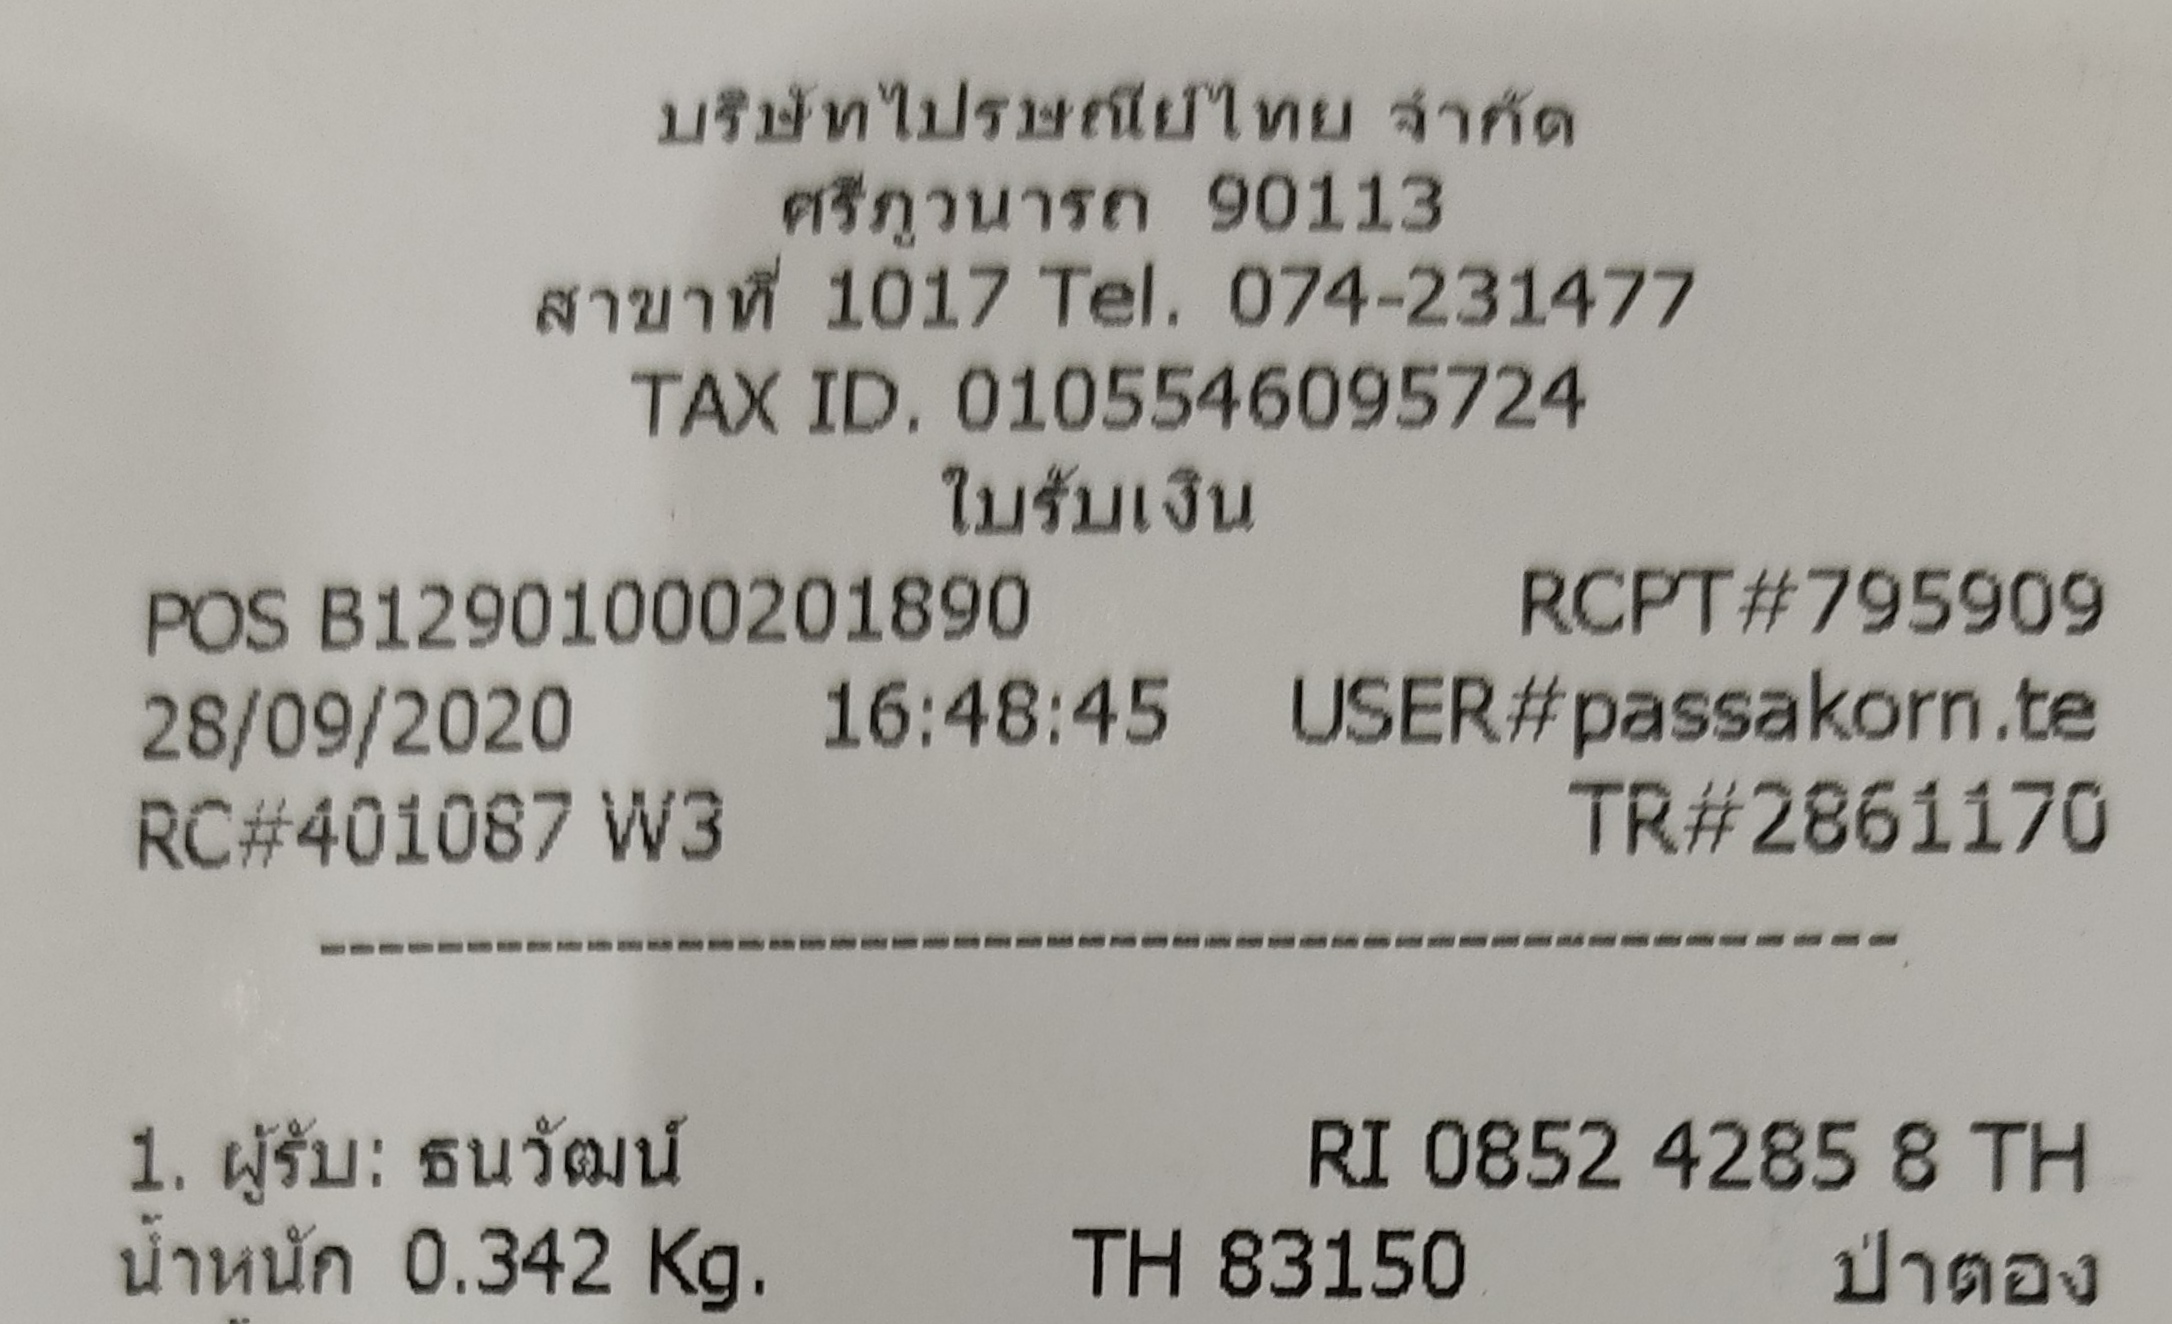 บริษัทไปรษณีย์ไทย จำกัด
ศรีภูวนารถ 90113
สาขาที่ 1017 Tel. 074-231477
TAX ID. 0105546095724
ใบรับเงิน
POS B12901000201890 RCPT#795909
28/09/2020 16:48:45 USER#passakorn.te
RC#401087 W3 TR#2861170
--------------------------------------------------
1. ผู้รับ: ธนวัฒน์ RI 0852 4285 8 TH
น้ำหนัก 0.342 Kg. TH 83150 ป่าตอง